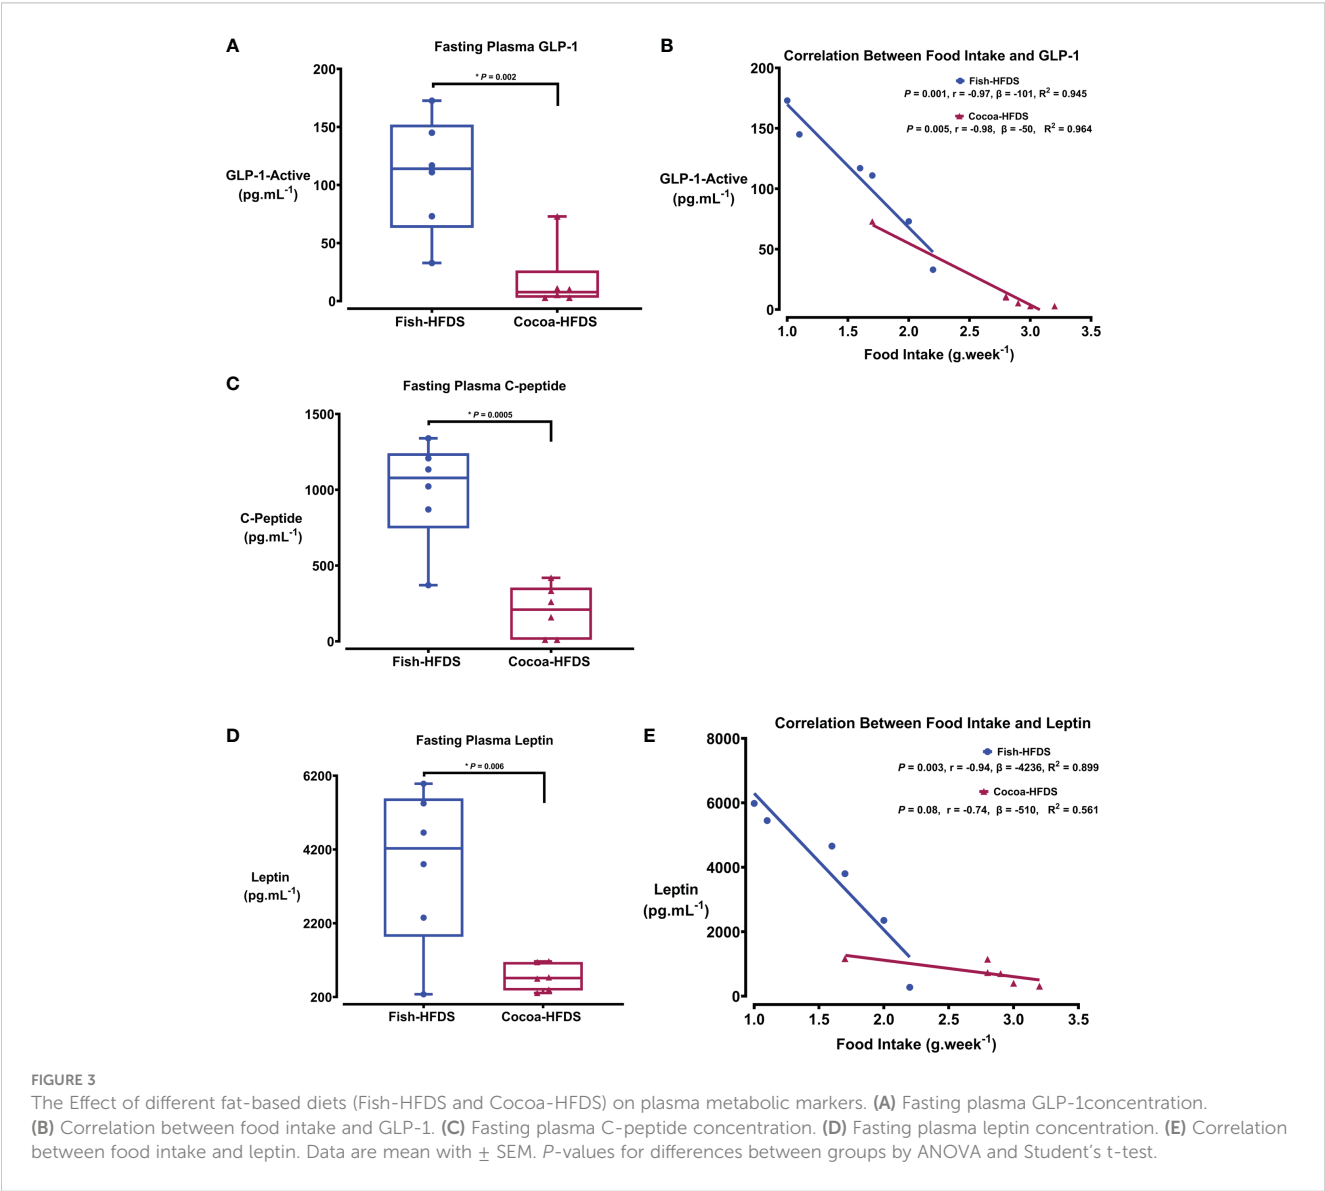 A
Fasting Plasma GLP-1
* P = 0.002
200
150
100
50
0
GLP-1-Active
(pg.mL-1)
Fish-HFDS
Cocoa-HFDS
B
Correlation Between Food Intake and GLP-1
Fish-HFDS
P = 0.001, r = -0.97, β = -101, R2 = 0.945
Cocoa-HFDS
P = 0.005, r = -0.98, β = -50, R2 = 0.964
200
150
100
50
0
GLP-1-Active
(pg.mL-1)
1.0 1.5 2.0 2.5 3.0 3.5
Food Intake (g.week-1)
C
Fasting Plasma C-peptide
* P = 0.0005
1500
1000
500
0
C-Peptide
(pg.mL-1)
Fish-HFDS
Cocoa-HFDS
D
Fasting Plasma Leptin
* P = 0.006
6200
4200
2200
200
Leptin
(pg.mL-1)
Fish-HFDS
Cocoa-HFDS
E
Correlation Between Food Intake and Leptin
Fish-HFDS
P = 0.003, r = -0.94, β = -4236, R2 = 0.899
Cocoa-HFDS
P = 0.08, r = -0.74, β = -510, R2 = 0.561
8000
6000
4000
2000
0
Leptin
(pg.mL-1)
1.0 1.5 2.0 2.5 3.0 3.5
Food Intake (g.week-1)
FIGURE 3
The Effect of different fat-based diets (Fish-HFDS and Cocoa-HFDS) on plasma metabolic markers. (A) Fasting plasma GLP-1concentration.
(B) Correlation between food intake and GLP-1. (C) Fasting plasma C-peptide concentration. (D) Fasting plasma leptin concentration. (E) Correlation
between food intake and leptin. Data are mean with ± SEM. P-values for differences between groups by ANOVA and Student's t-test.